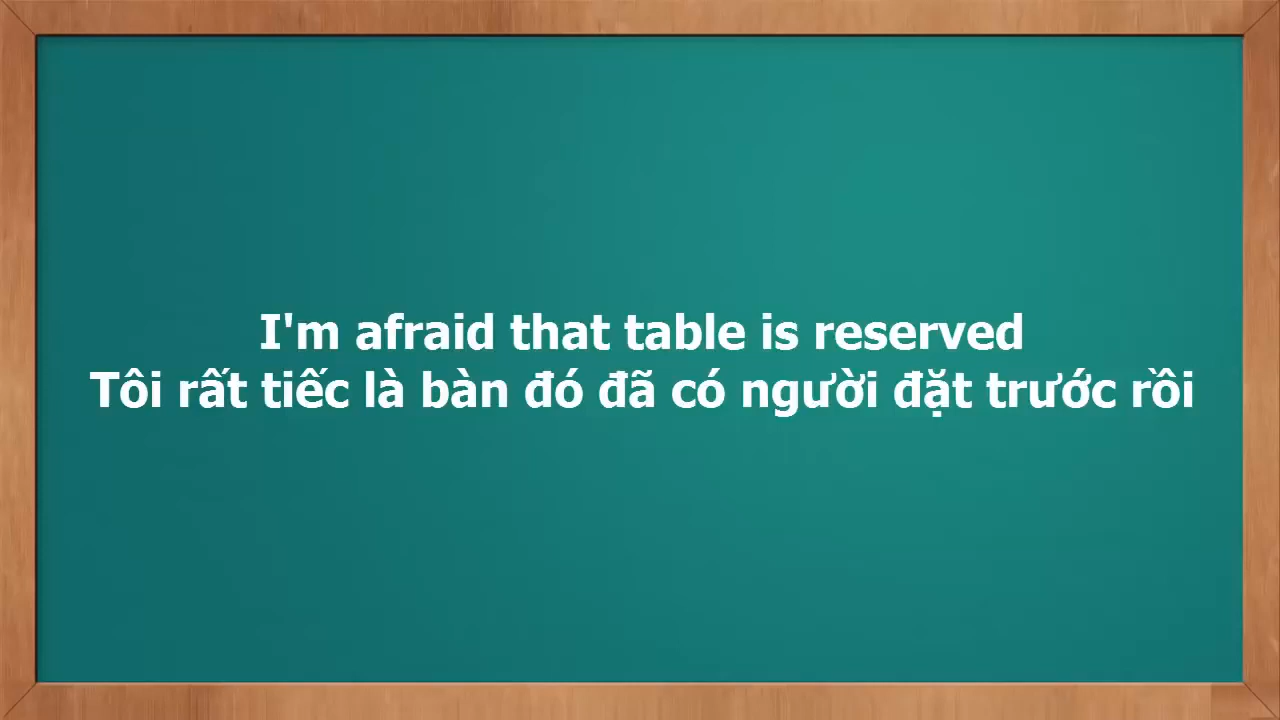 I'm afraid that table is reserved
Tôi rất tiếc là bàn đó đã có người đặt trước rồi